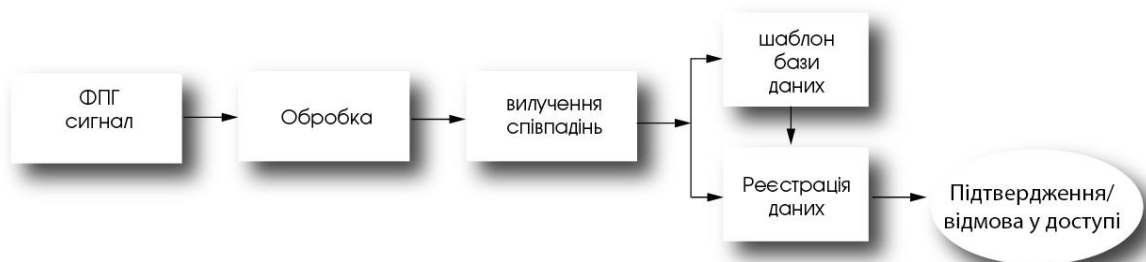 ФПГ
сигнал
Обробка
вилучення
співпадінь
шаблон
бази
даних
Реєстрація
даних
Підтвердження/
відмова у доступі